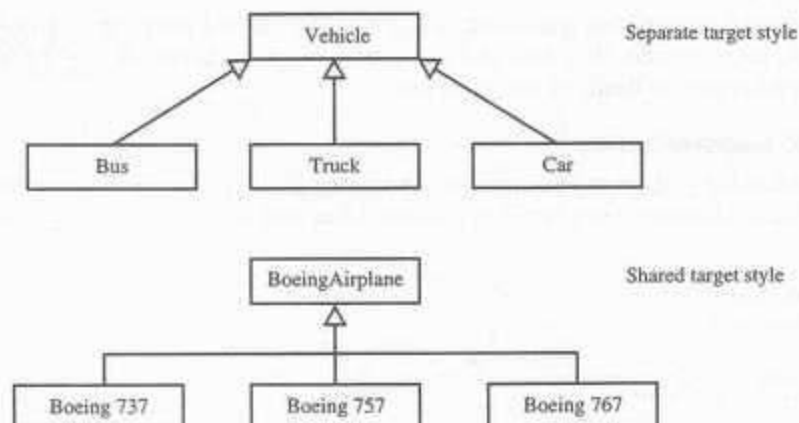 Vehicle
Separate target style
Bus
Truck
Car
BoeingAirplane
Shared target style
Boeing 737
Boeing 757
Boeing 767